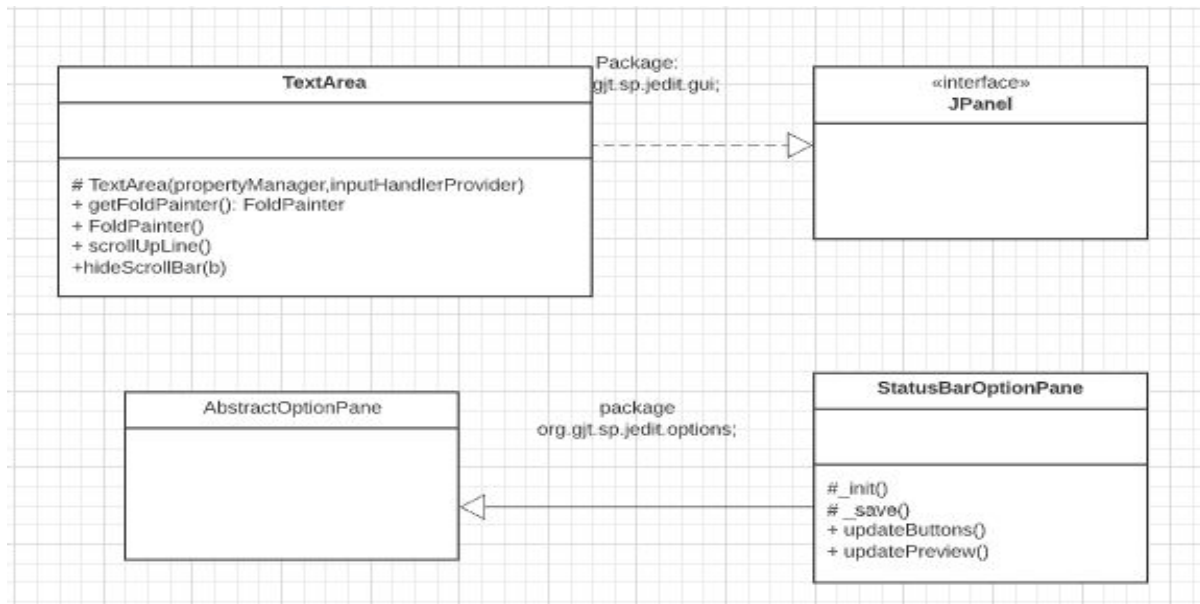 TextArea
# TextArea(propertyManager,inputHandlerProvider)
+ getFoldPainter(): FoldPainter
+ FoldPainter()
+ scrollUpLine()
+hideScrollBar(b)
Package:
gjt.sp.jedit.gui;
«interface»
JPanel
AbstractOptionPane
package
org.gjt.sp.jedit.options;
StatusBarOptionPane
#_init()
# _save()
+ updateButtons()
+ updatePreview()